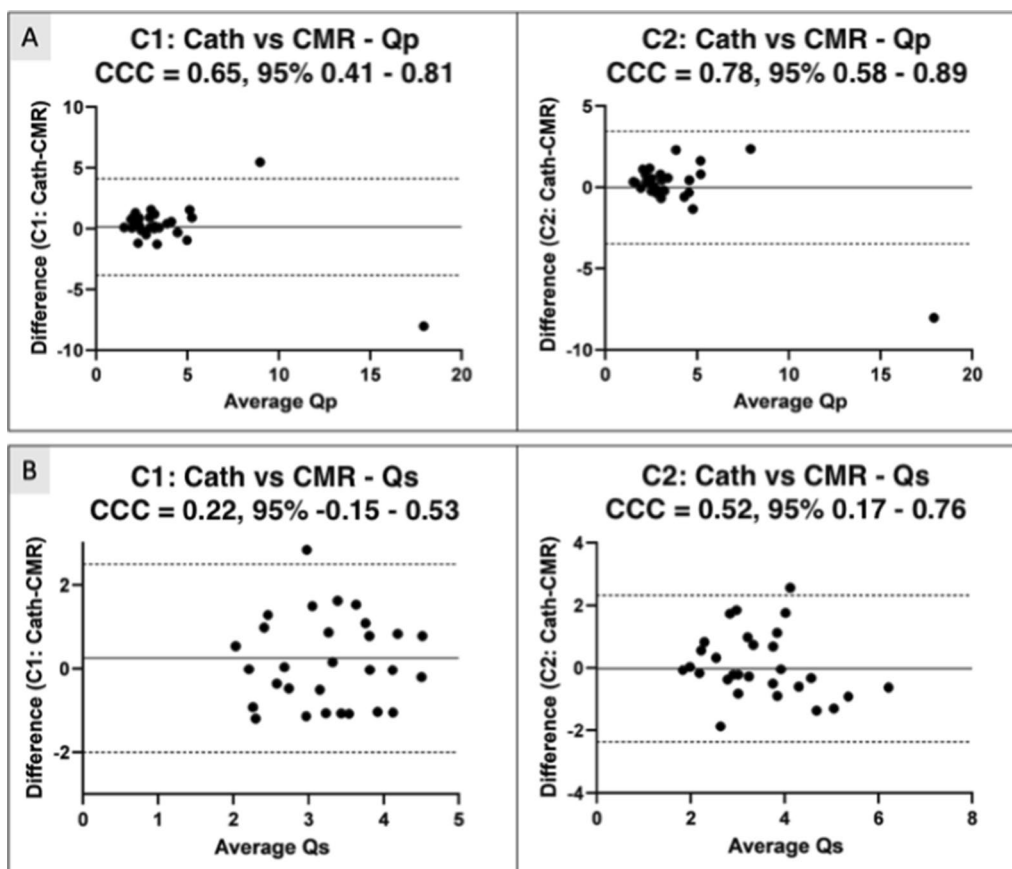 A
C1: Cath vs CMR - Qp
CCC = 0.65, 95% 0.41 - 0.81
Difference (C1: Cath-CMR)
10
5
0
-5
-10
0 5 10 15 20
Average Qp
C2: Cath vs CMR - Qp
CCC = 0.78, 95% 0.58 - 0.89
Difference (C2: Cath-CMR)
5
0
-5
-10
0 5 10 15 20
Average Qp
B
C1: Cath vs CMR - Qs
CCC = 0.22, 95% -0.15 - 0.53
Difference (C1: Cath-CMR)
2
0
-2
0 1 2 3 4 5
Average Qs
C2: Cath vs CMR - Qs
CCC = 0.52, 95% 0.17 - 0.76
Difference (C2: Cath-CMR)
4
2
0
-2
-4
0 2 4 6 8
Average Qs